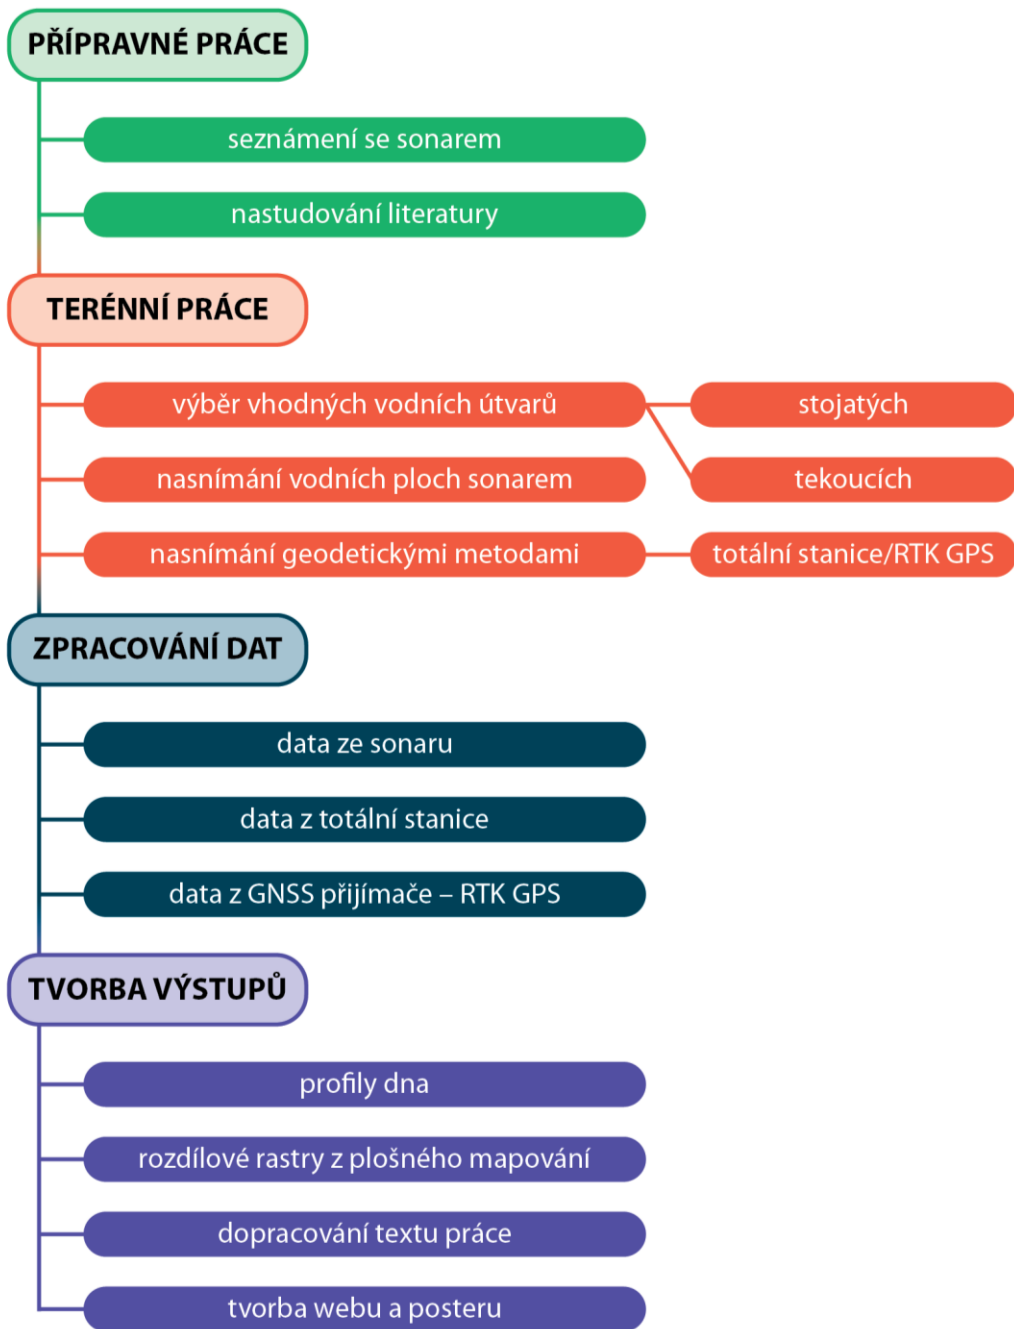 PŘÍPRAVNÉ PRÁCE
seznámení se sonarem
nastudování literatury
TERÉNNÍ PRÁCE
výběr vhodných vodních útvarů
stojatých
nasnímání vodních ploch sonarem
tekoucích
nasnímání geodetickými metodami
totální stanice/RTK GPS
ZPRACOVÁNÍ DAT
data ze sonaru
data z totální stanice
data z GNSS přijímače – RTK GPS
TVORBA VÝSTUPŮ
profily dna
rozdílové rastry z plošného mapování
dopracování textu práce
tvorba webu a posteru